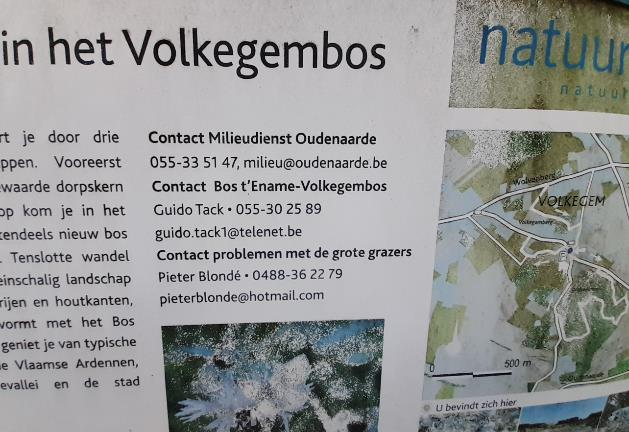 in het Volkegembos
natuur
natuur
rt je door drie
ppen. Vooreerst
ewaarde dorpskern
op kom je in het
tendeels nieuw bos
. Tenslotte wandel
einschalig landschap
rijen en houtkanten,
vormt met het Bos
geniet je van typische
e Vlaamse Ardennen,
evallei en de stad
Contact Milieudienst Oudenaarde
055-33 51 47, milieu@oudenaarde.be
Contact Bos t'Ename-Volkegembos
Guido Tack • 055-30 25 89
guido.tack1@telenet.be
Contact problemen met de grote grazers
Pieter Blondé • 0488-36 22 79
pieterblonde@hotmail.com
Wolvenberg
VOLKEGEM
Volkegemberg
0 500 m
U bevindt zich hier